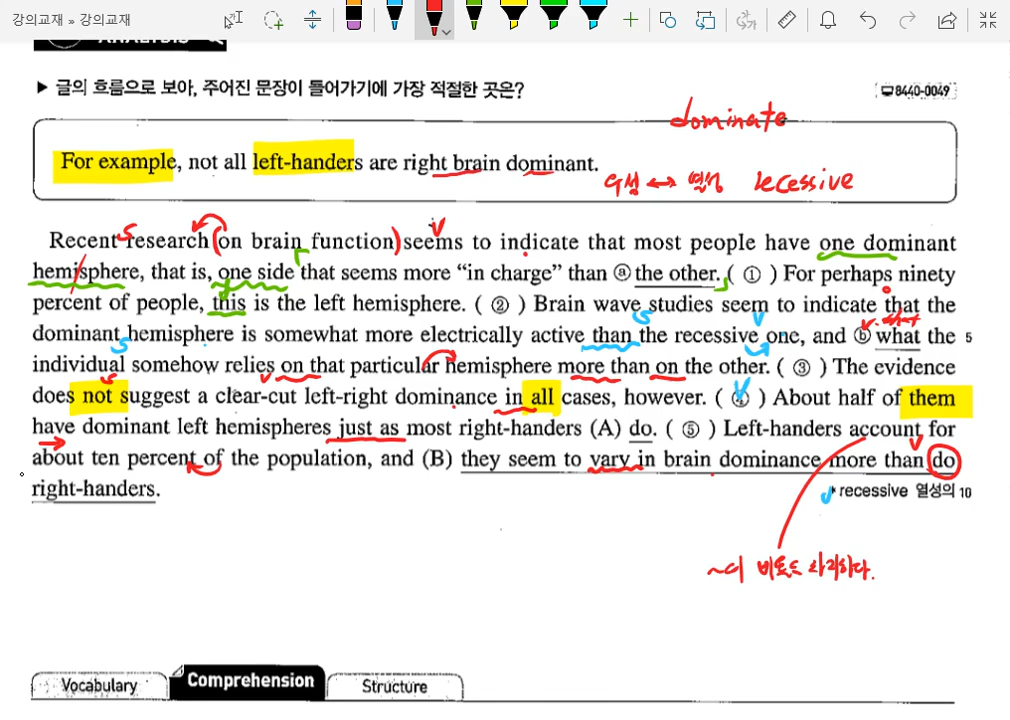 강의교재 » 강의교재
ANALYSIS
▶ 글의 흐름으로 보아, 주어진 문장이 들어가기에 가장 적절한 곳은?
8440-0049
dominate
For example, not all left-handers are right brain dominant.
우성 ↔ 열성 recessive
Recent research (on brain function) seems to indicate that most people have one dominant
hemisphere, that is, one side that seems more “in charge” than ⓐ the other. ( ① ) For perhaps ninety
percent of people, this is the left hemisphere. ( ② ) Brain wave studies seem to indicate that the
dominant hemisphere is somewhat more electrically active than the recessive one, and ⓑ what the 5
individual somehow relies on that particular hemisphere more than on the other. ( ③ ) The evidence
does not suggest a clear-cut left-right dominance in all cases, however. ( ④ ) About half of them
have dominant left hemispheres just as most right-handers (A) do. ( ⑤ ) Left-handers account for
about ten percent of the population, and (B) they seem to vary in brain dominance more than do
right-handers.
* recessive 열성의 10
~의 비율을 차지하다.
Vocabulary
Comprehension
Structure